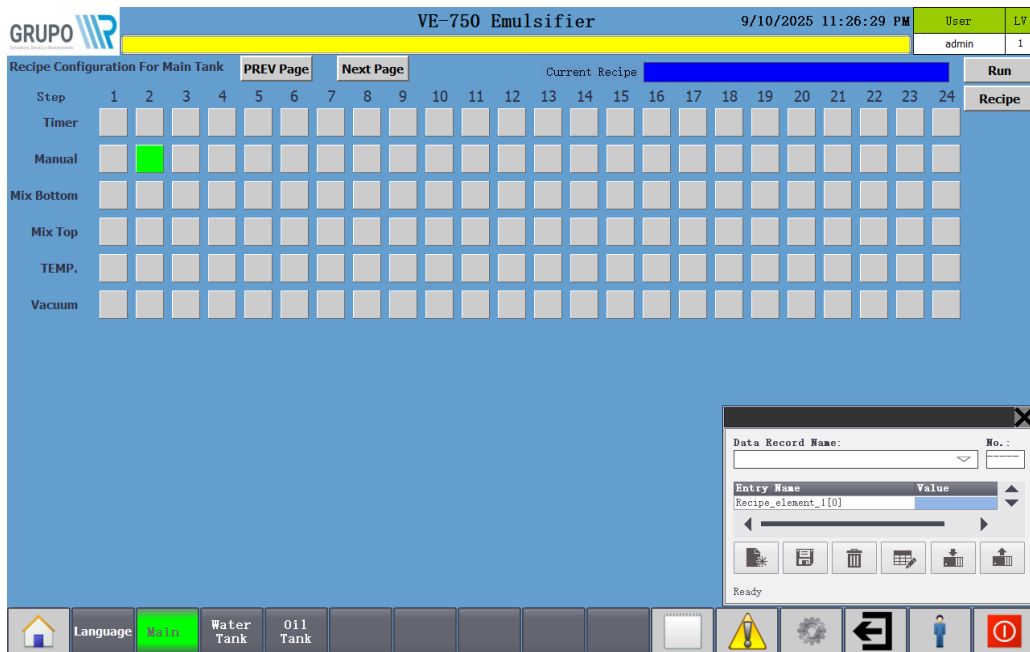 GRUPO
VE-750 Emulsifier
9/10/2025 11:26:29 PM
User LV
admin 1
Recipe Configuration For Main Tank PREV Page Next Page Current Recipe Run
Recipe
Step 1 2 3 4 5 6 7 8 9 10 11 12 13 14 15 16 17 18 19 20 21 22 23 24
Timer
Manual
Mix Bottom
Mix Top
TEMP.
Vacuum
Data Record Name: No.:
-----
Entry Name Value
Recipe_element_1[0]
Ready
Language Main Water Tank Oil Tank